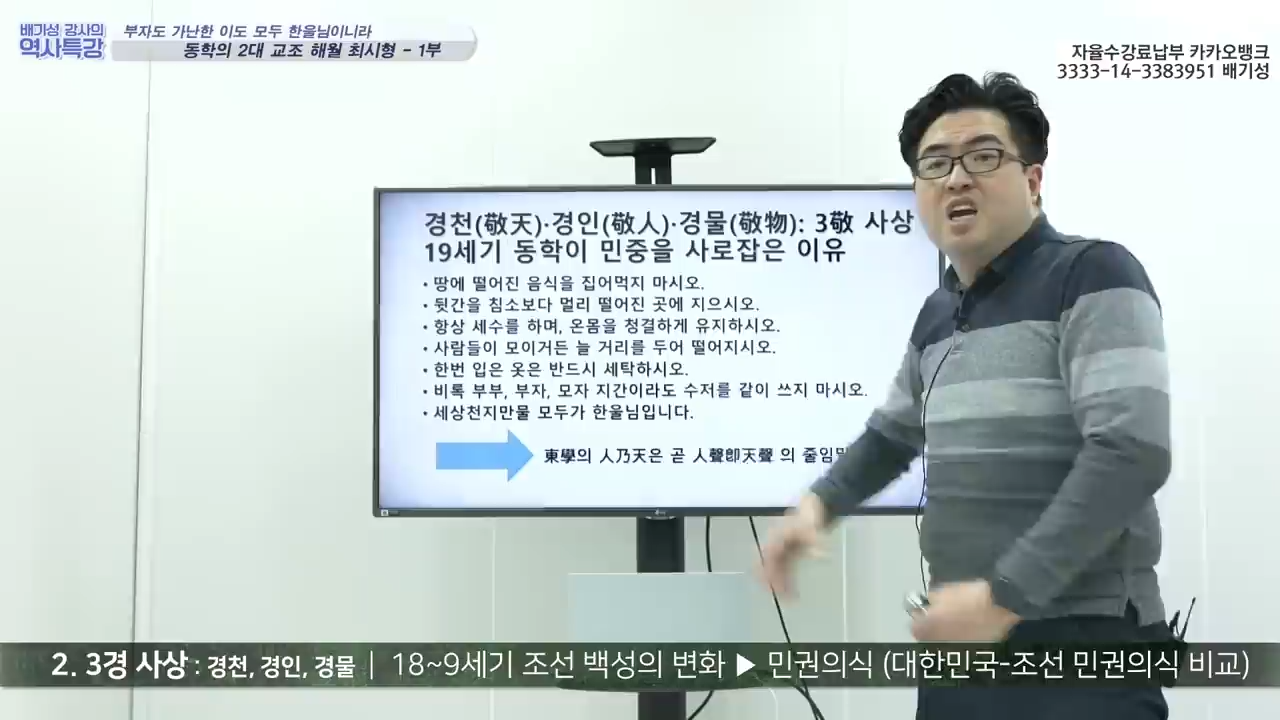 배기성 강사의
역사특강
부자도 가난한 이도 모두 한울님이니라
동학의 2대 교조 해월 최시형 - 1부
자율수강료납부 카카오뱅크
3333-14-3383951 배기성
경천(敬天)·경인(敬人)·경물(敬物): 3敬 사상
19세기 동학이 민중을 사로잡은 이유
• 땅에 떨어진 음식을 집어먹지 마시오.
• 뒷간을 침소보다 멀리 떨어진 곳에 지으시오.
• 항상 세수를 하며, 온몸을 청결하게 유지하시오.
• 사람들이 모이거든 늘 거리를 두어 떨어지시오.
• 한번 입은 옷은 반드시 세탁하시오.
• 비록 부부, 부자, 모자 지간이라도 수저를 같이 쓰지 마시오.
• 세상천지만물 모두가 한울님입니다.
東學의 人乃天은 곧 人聲卽天聲 의
2. 3경 사상 : 경천, 경인, 경물 | 18~9세기 조선 백성의 변화 ▶ 민권의식 (대한민국-조선 민권의식 비교)